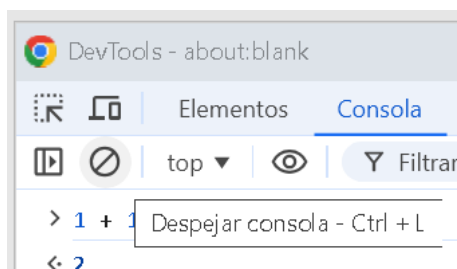 DevTools - about:blank
Elementos Consola
top ▼ Filtrar
> 1 + 1
Despejar consola - Ctrl + L
2